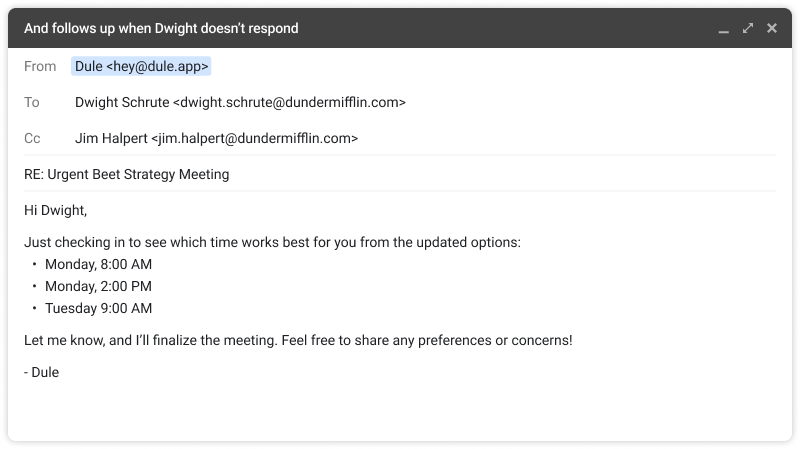 And follows up when Dwight doesn’t respond
From Dule <hey@dule.app>
To Dwight Schrute <dwight.schrute@dundermifflin.com>
Cc Jim Halpert <jim.halpert@dundermifflin.com>
RE: Urgent Beet Strategy Meeting
Hi Dwight,
Just checking in to see which time works best for you from the updated options:
• Monday, 8:00 AM
• Monday, 2:00 PM
• Tuesday 9:00 AM
Let me know, and I’ll finalize the meeting. Feel free to share any preferences or concerns!
- Dule